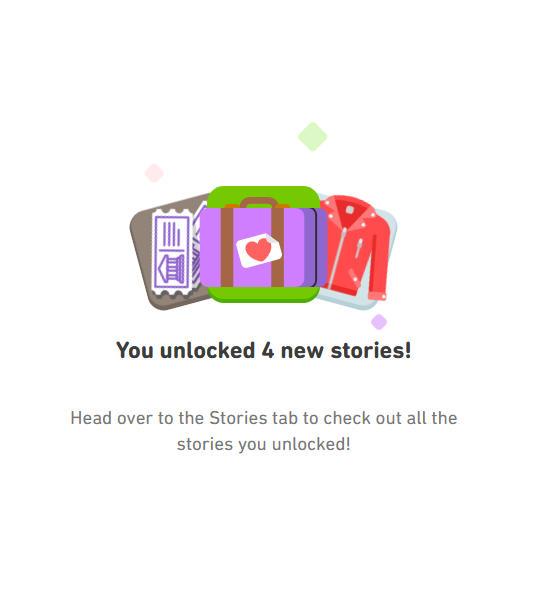 You unlocked 4 new stories!
Head over to the Stories tab to check out all the
stories you unlocked!